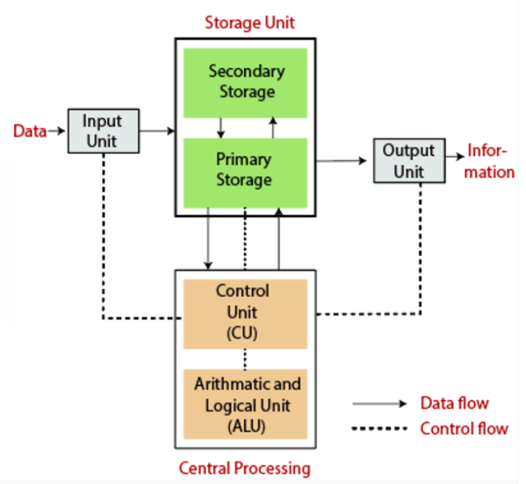 Storage Unit
Secondary
Storage
Primary
Storage
Data
Input
Unit
Output
Unit
Infor-
mation
Control
Unit
(CU)
Arithmatic and
Logical Unit
(ALU)
Central Processing
Data flow
Control flow